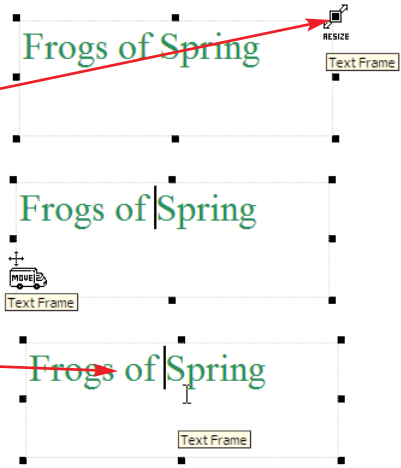 Frogs of Spring
RESIZE
Text Frame
Frogs of Spring
MOVE
Text Frame
Frogs of Spring
Text Frame